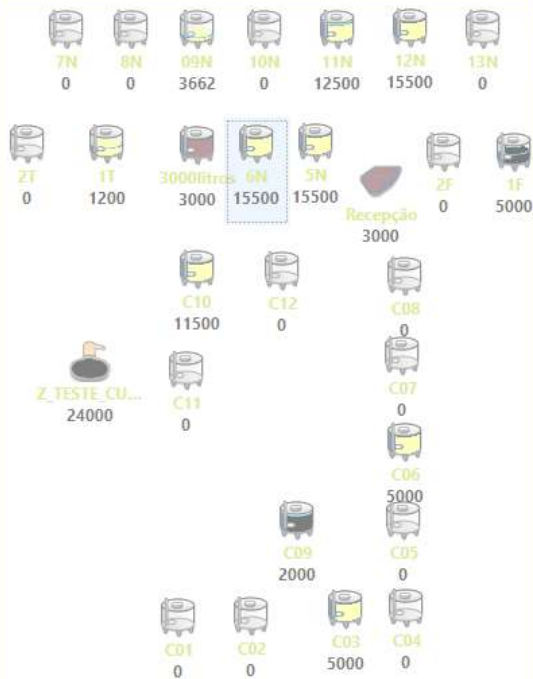 7N 8N 09N 10N 11N 12N 13N
0 0 3662 0 12500 15500 0
2T 1T 3000litros 6N 5N Recepção 2F 1F
0 1200 3000 15500 15500 3000 0 5000
C10 C12 C08
11500 0 0
Z_TESTE_CU... C11 C07
24000 0 0
C06
5000
C09 C05
2000 0
C01 C02 C03 C04
0 0 5000 0